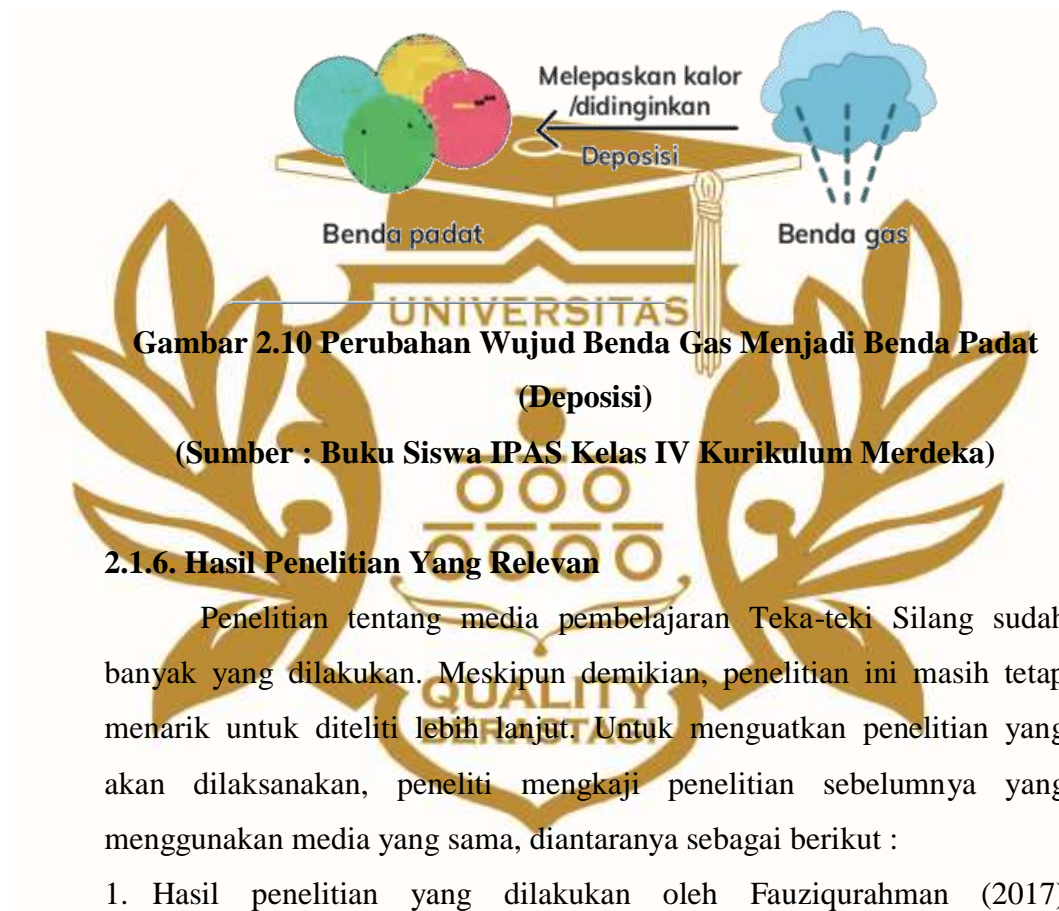 Melepaskan kalor
/didinginkan
Deposisi
Benda padat
Benda gas
UNIVERSITAS
Gambar 2.10 Perubahan Wujud Benda Gas Menjadi Benda Padat
(Deposisi)
(Sumber : Buku Siswa IPAS Kelas IV Kurikulum Merdeka)
2.1.6. Hasil Penelitian Yang Relevan
Penelitian tentang media pembelajaran Teka-teki Silang sudah
banyak yang dilakukan. Meskipun demikian, penelitian ini masih tetap
QUALITY
menarik untuk diteliti lebih lanjut. Untuk menguatkan penelitian yang
BERASTAGI
akan dilaksanakan, peneliti mengkaji penelitian sebelumnya yang
menggunakan media yang sama, diantaranya sebagai berikut :
1. Hasil penelitian yang dilakukan oleh Fauziqurahman (2017)